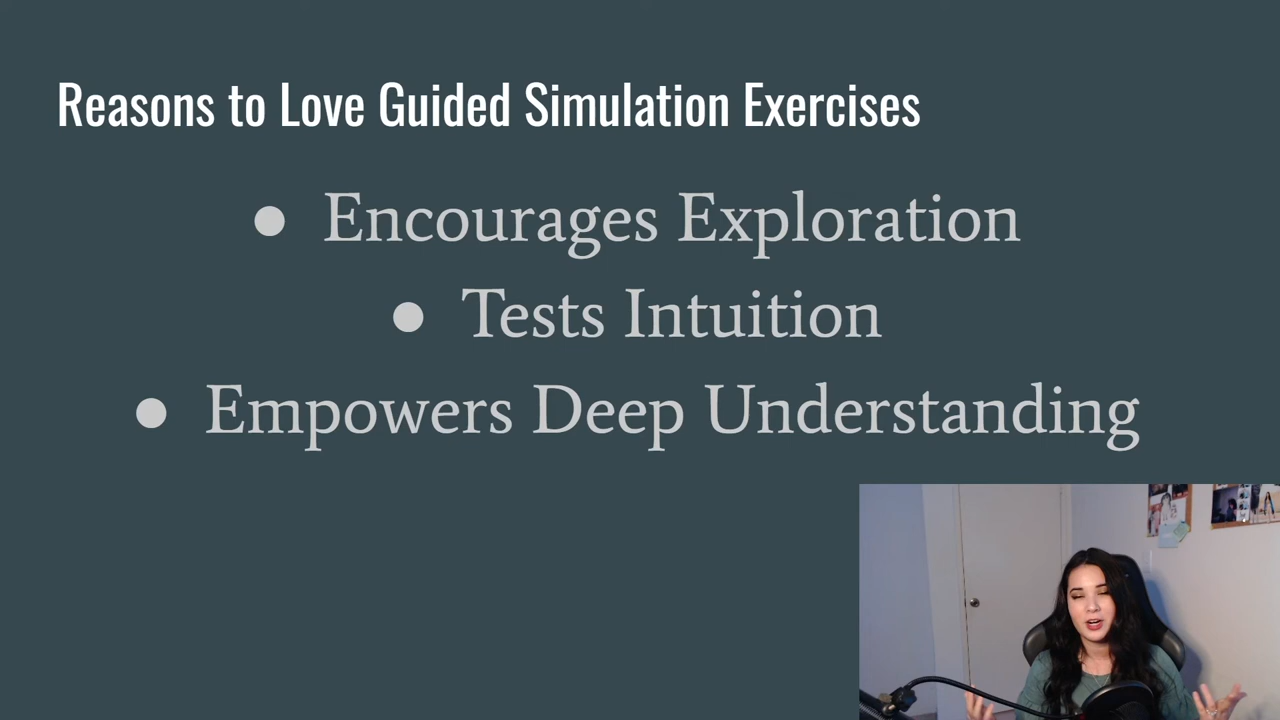 Reasons to Love Guided Simulation Exercises
● Encourages Exploration
● Tests Intuition
● Empowers Deep Understanding